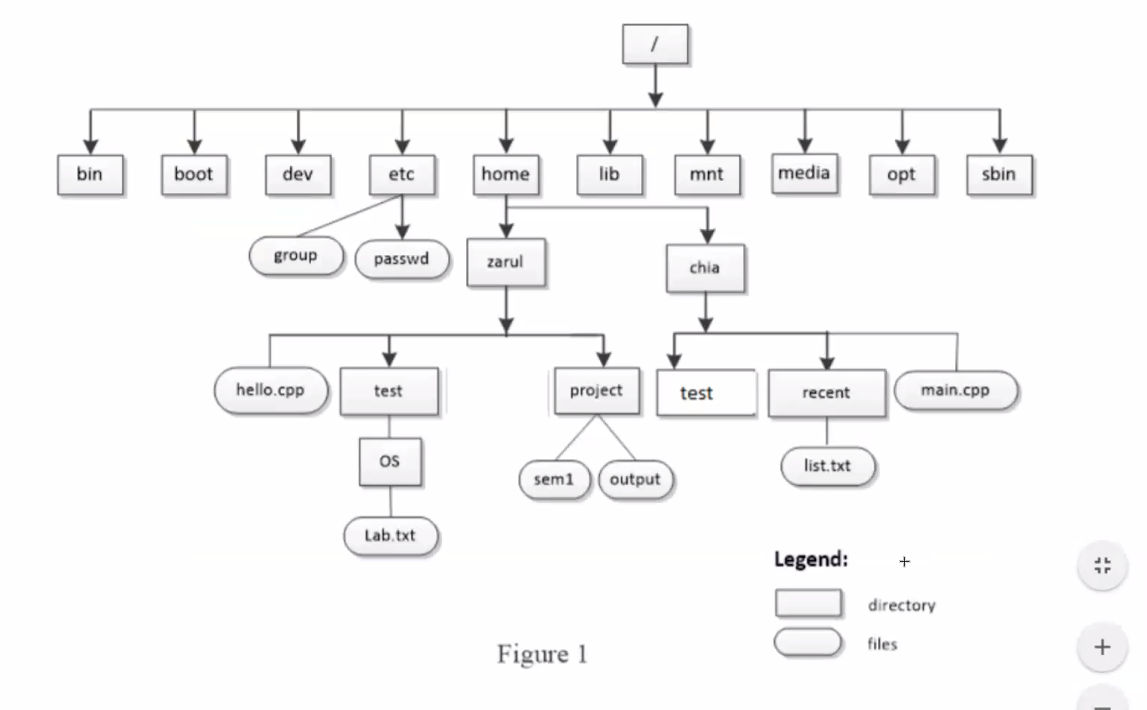 /
bin boot dev etc home lib mnt media opt sbin
group passwd zarul chia
hello.cpp test project test recent main.cpp
OS sem1 output list.txt
Lab.txt
Legend:
directory
files
Figure 1